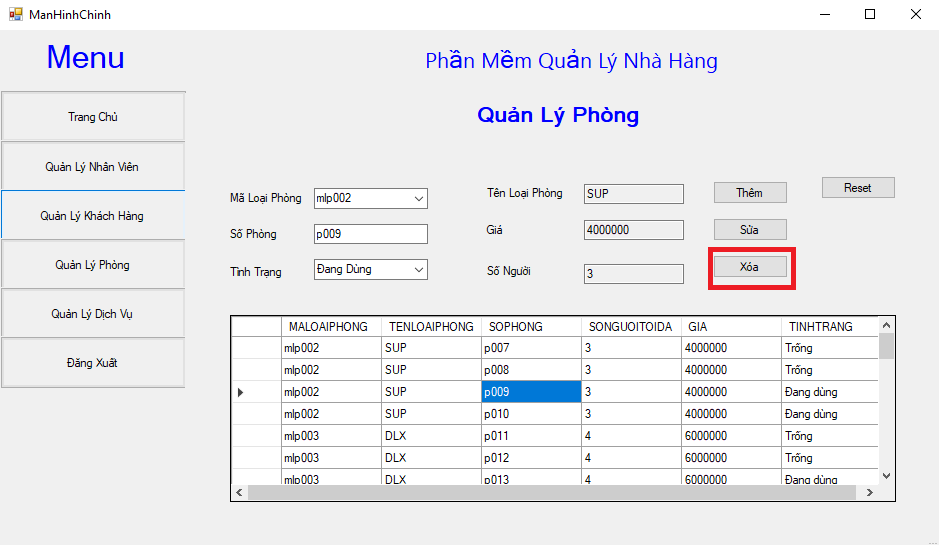 ManHinhChinh
Menu
Phần Mềm Quản Lý Nhà Hàng
Trang Chủ
Quản Lý Nhân Viên
Quản Lý Khách Hàng
Quản Lý Phòng
Quản Lý Dịch Vụ
Đăng Xuất
Quản Lý Phòng
Mã Loại Phòng mlp002 Tên Loại Phòng SUP Thêm Reset
Số Phòng p009 Giá 4000000 Sửa
Tình Trạng Đang Dùng Số Người 3 Xóa
MALOAIPHONG TENLOAIPHONG SOPHONG SONGUOITOIDA GIA TINHTRANG
mlp002 SUP p007 3 4000000 Trống
mlp002 SUP p008 3 4000000 Trống
mlp002 SUP p009 3 4000000 Đang dùng
mlp002 SUP p010 3 4000000 Đang dùng
mlp003 DLX p011 4 6000000 Trống
mlp003 DLX p012 4 6000000 Trống
mlp003 DLX p013 4 6000000 Đang dùng